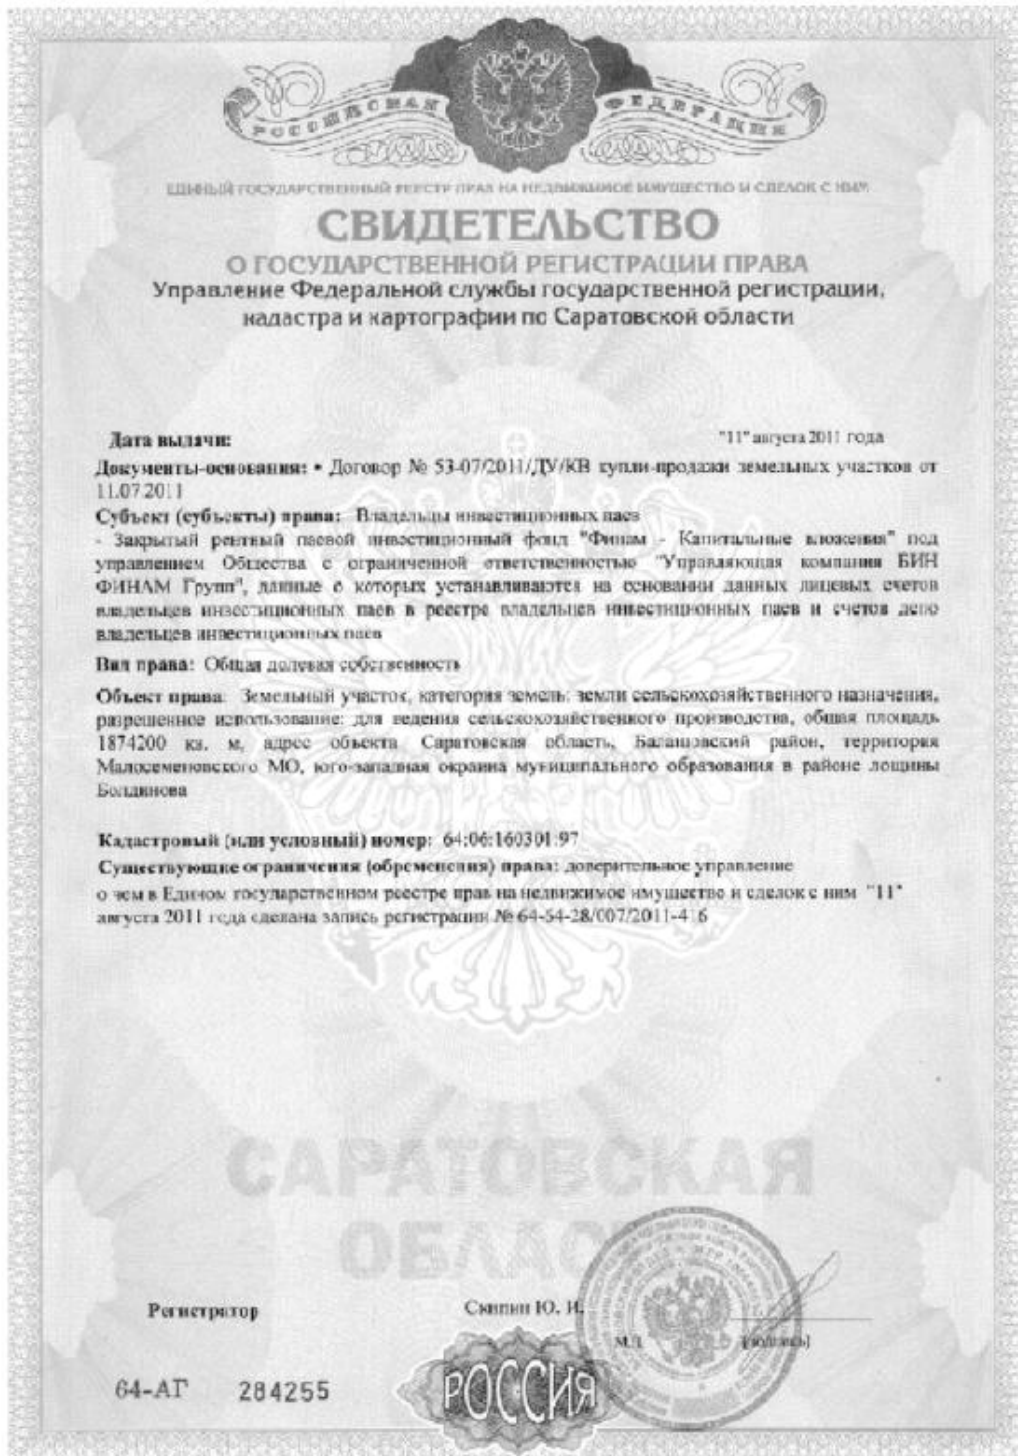 РОССИЙСКАЯ ФЕДЕРАЦИЯ
ЕДИНЫЙ ГОСУДАРСТВЕННЫЙ РЕЕСТР ПРАВ НА НЕДВИЖИМОЕ ИМУЩЕСТВО И СДЕЛОК С НИМ
СВИДЕТЕЛЬСТВО
О ГОСУДАРСТВЕННОЙ РЕГИСТРАЦИИ ПРАВА
Управление Федеральной службы государственной регистрации,
кадастра и картографии по Саратовской области
Дата выдачи: "11" августа 2011 года
Документы-основания: • Договор № 53-07/2011/ДУ/КВ купли-продажи земельных участков от
11.07.2011
Субъект (субъекты) права: Владельцы инвестиционных паев
- Закрытый рентный паевой инвестиционный фонд "Финам - Капитальные вложения" под
управлением Общества с ограниченной ответственностью "Управляющая компания БИН
ФИНАМ Групп", данные о которых устанавливаются на основании данных лицевых счетов
владельцев инвестиционных паев в реестре владельцев инвестиционных паев и счетов депо
владельцев инвестиционных паев
Вид права: Общая долевая собственность
Объект права: Земельный участок, категория земель: земли сельскохозяйственного назначения,
разрешенное использование: для ведения сельскохозяйственного производства, общая площадь
1874200 кв. м, адрес объекта Саратовская область, Балашовский район, территория
Малосеменовского МО, юго-западная окраина муниципального образования в районе лощины
Болдинова
Кадастровый (или условный) номер: 64:06:160301:97
Существующие ограничения (обременения) права: доверительное управление
о чем в Едином государственном реестре прав на недвижимое имущество и сделок с ним "11"
августа 2011 года сделана запись регистрации № 64-64-28/007/2011-416
САРАТОВСКАЯ
ОБЛАСТЬ
Регистратор Скипин Ю. И.
М.П. (подпись)
64-АГ 284255
РОССИЯ